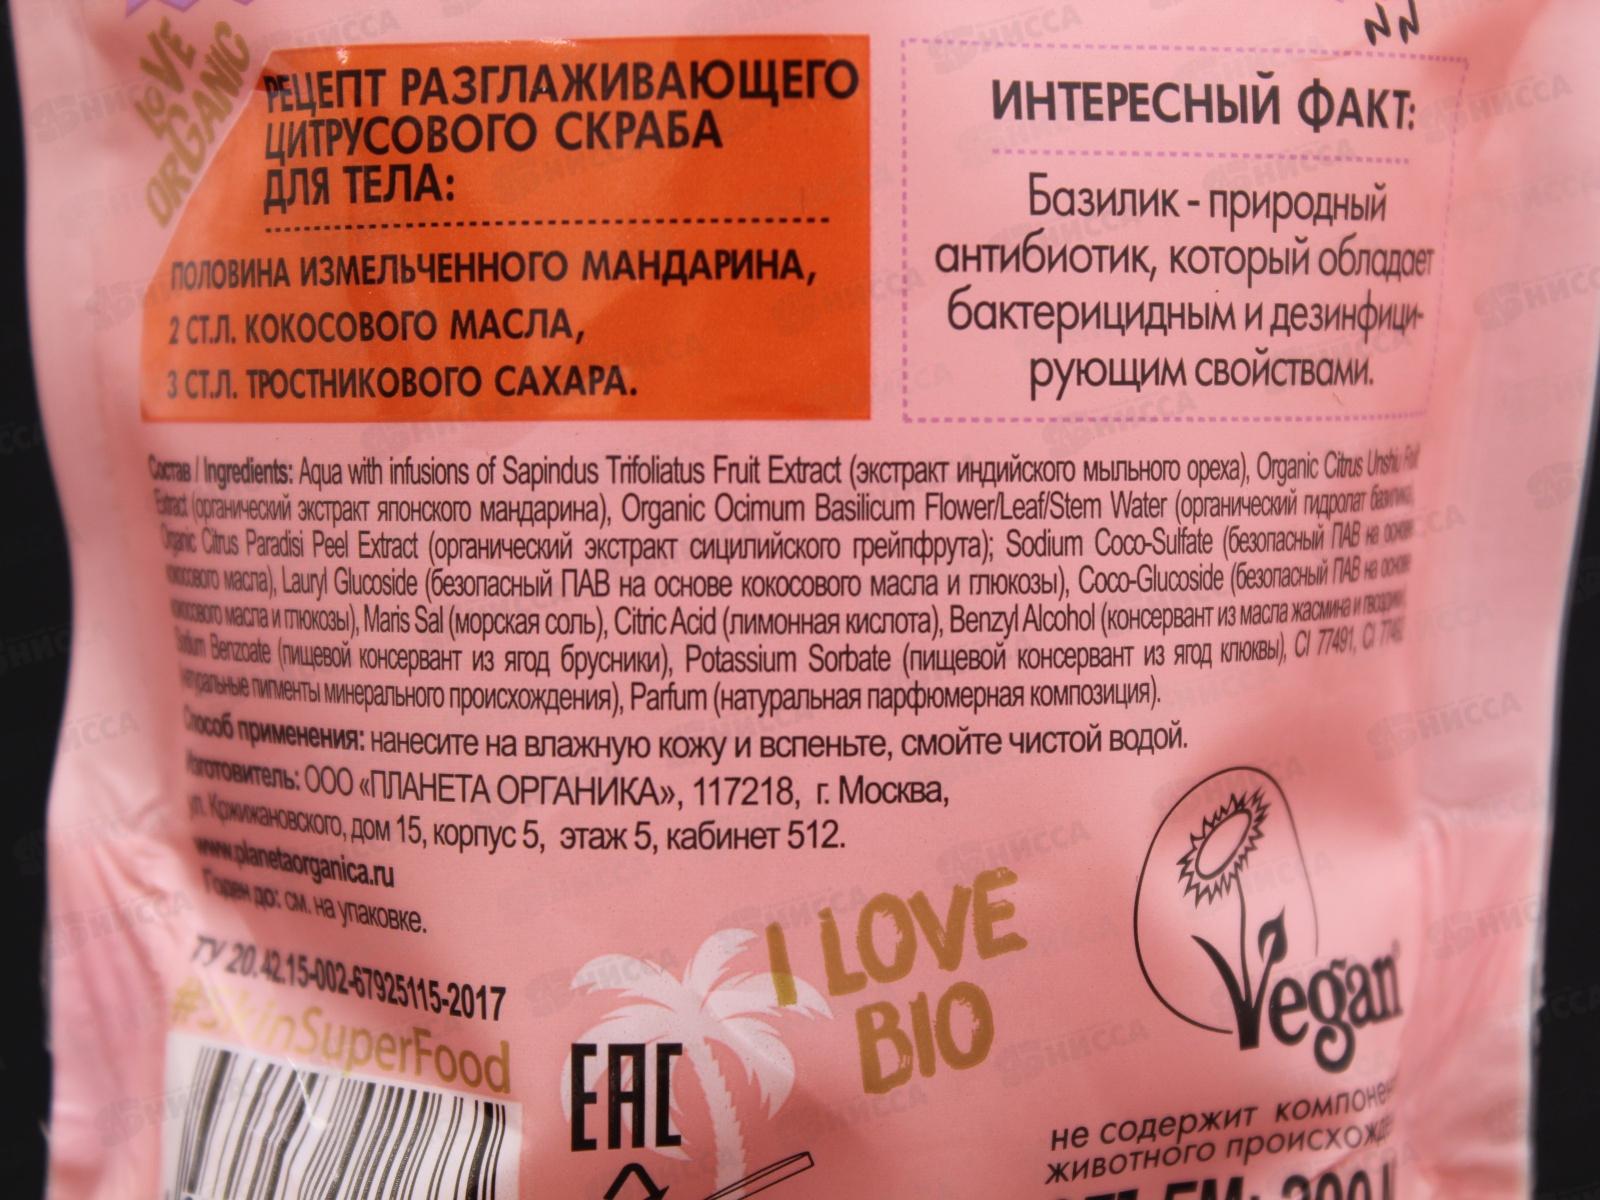 LOVE
ORGANIC
РЕЦЕПТ РАЗГЛАЖИВАЮЩЕГО
ЦИТРУСОВОГО СКРАБА
ДЛЯ ТЕЛА:
ПОЛОВИНА ИЗМЕЛЬЧЕННОГО МАНДАРИНА,
2 СТ.Л. КОКОСОВОГО МАСЛА,
3 СТ.Л. ТРОСТНИКОВОГО САХАРА.
ИНТЕРЕСНЫЙ ФАКТ:
Базилик - природный
антибиотик, который обладает
бактерицидным и дезинфици-
рующим свойствами.
Состав / Ingredients: Aqua with infusions of Sapindus Trifoliatus Fruit Extract (экстракт индийского мыльного ореха), Organic Citrus Unshiu Fruit
Extract (органический экстракт японского мандарина), Organic Ocimum Basilicum Flower/Leaf/Stem Water (органический гидролат базилика),
Organic Citrus Paradisi Peel Extract (органический экстракт сицилийского грейпфрута); Sodium Coco-Sulfate (безопасный ПАВ на основе
кокосового масла), Lauryl Glucoside (безопасный ПАВ на основе кокосового масла и глюкозы), Coco-Glucoside (безопасный ПАВ на основе
кокосового масла и глюкозы), Maris Sal (морская соль), Citric Acid (лимонная кислота), Benzyl Alcohol (консервант из масла жасмина и гвоздики),
Sodium Benzoate (пищевой консервант из ягод брусники), Potassium Sorbate (пищевой консервант из ягод клюквы), CI 77491, CI
натуральные пигменты минерального происхождения), Parfum (натуральная парфюмерная композиция).
Способ применения: нанесите на влажную кожу и вспеньте, смойте чистой водой.
Изготовитель: ООО «ПЛАНЕТА ОРГАНИКА», 117218, г. Москва,
ул. Кржижановского, дом 15, корпус 5, этаж 5, кабинет 512.
www.planetaorganica.ru
Годен до: см. на упаковке.
ТУ 20.42.15-002-67925115-2017
#SkinSuperFood
EAC
I LOVE
BIO
Vegan
не содержит компоне
животного происхожде